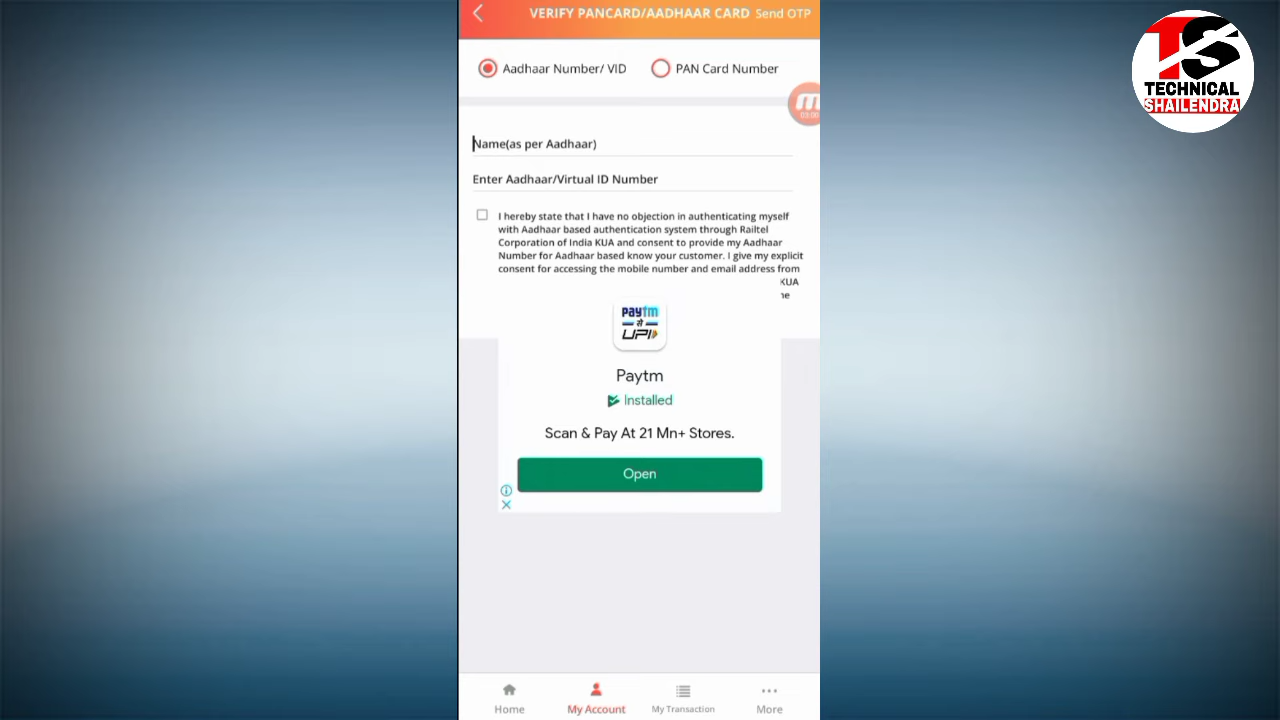 VERIFY PANCARD/AADHAAR CARD Send OTP
TS
TECHNICAL
SHAILENDRA
Aadhaar Number/ VID PAN Card Number
03:00
Name(as per Aadhaar)
Enter Aadhaar/Virtual ID Number
I hereby state that I have no objection in authenticating myself
with Aadhaar based authentication system through Railtel
Corporation of India KUA and consent to provide my Aadhaar
Number for Aadhaar based know your customer. I give my explicit
consent for accessing the mobile number and email address from
KUA
ne
paytm
से
UPI
Paytm
Installed
Scan & Pay At 21 Mn+ Stores.
Open
Home My Account My Transaction More